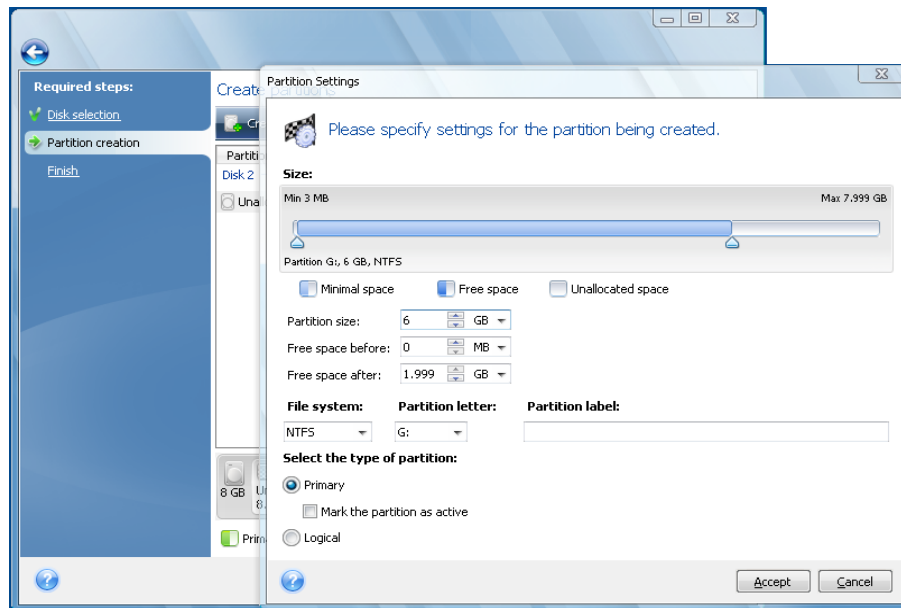 Required steps:
Disk selection
Partition creation
Finish
Create partitions
Cr
Partiti
Disk 2
Una
8 GB
Un
8.
Prim
Partition Settings
Please specify settings for the partition being created.
Size:
Min 3 MB Max 7.999 GB
Partition G:, 6 GB, NTFS
Minimal space Free space Unallocated space
Partition size: 6 GB
Free space before: 0 MB
Free space after: 1.999 GB
File system: Partition letter: Partition label:
NTFS G:
Select the type of partition:
Primary
Mark the partition as active
Logical
Accept Cancel